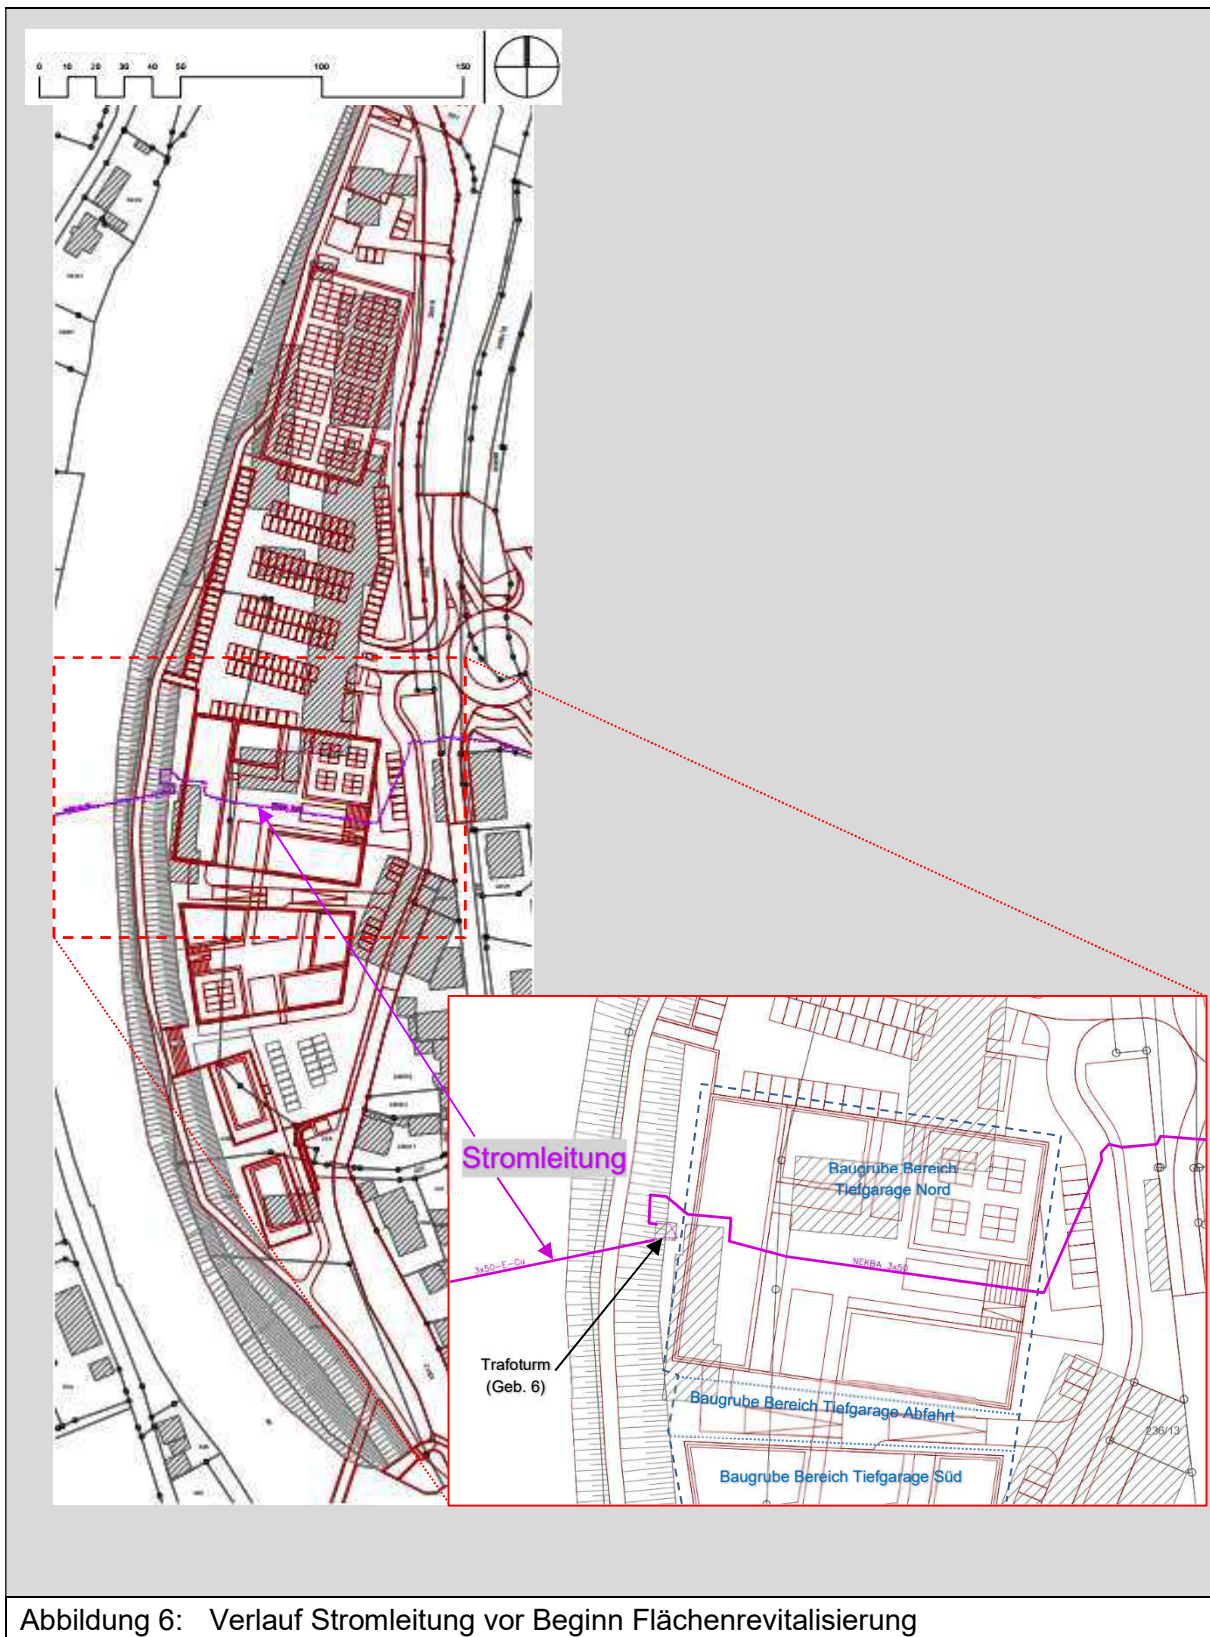 0 10 20 30 40 50 100 150
Stromleitung
Baugrube Bereich
Tiefgarage Nord
3x50-E-Cu
NEKBA 3x50
Trafoturm
(Geb. 6)
Baugrube Bereich Tiefgarage Abfahrt
236/13
Baugrube Bereich Tiefgarage Süd
Abbildung 6: Verlauf Stromleitung vor Beginn Flächenrevitalisierung